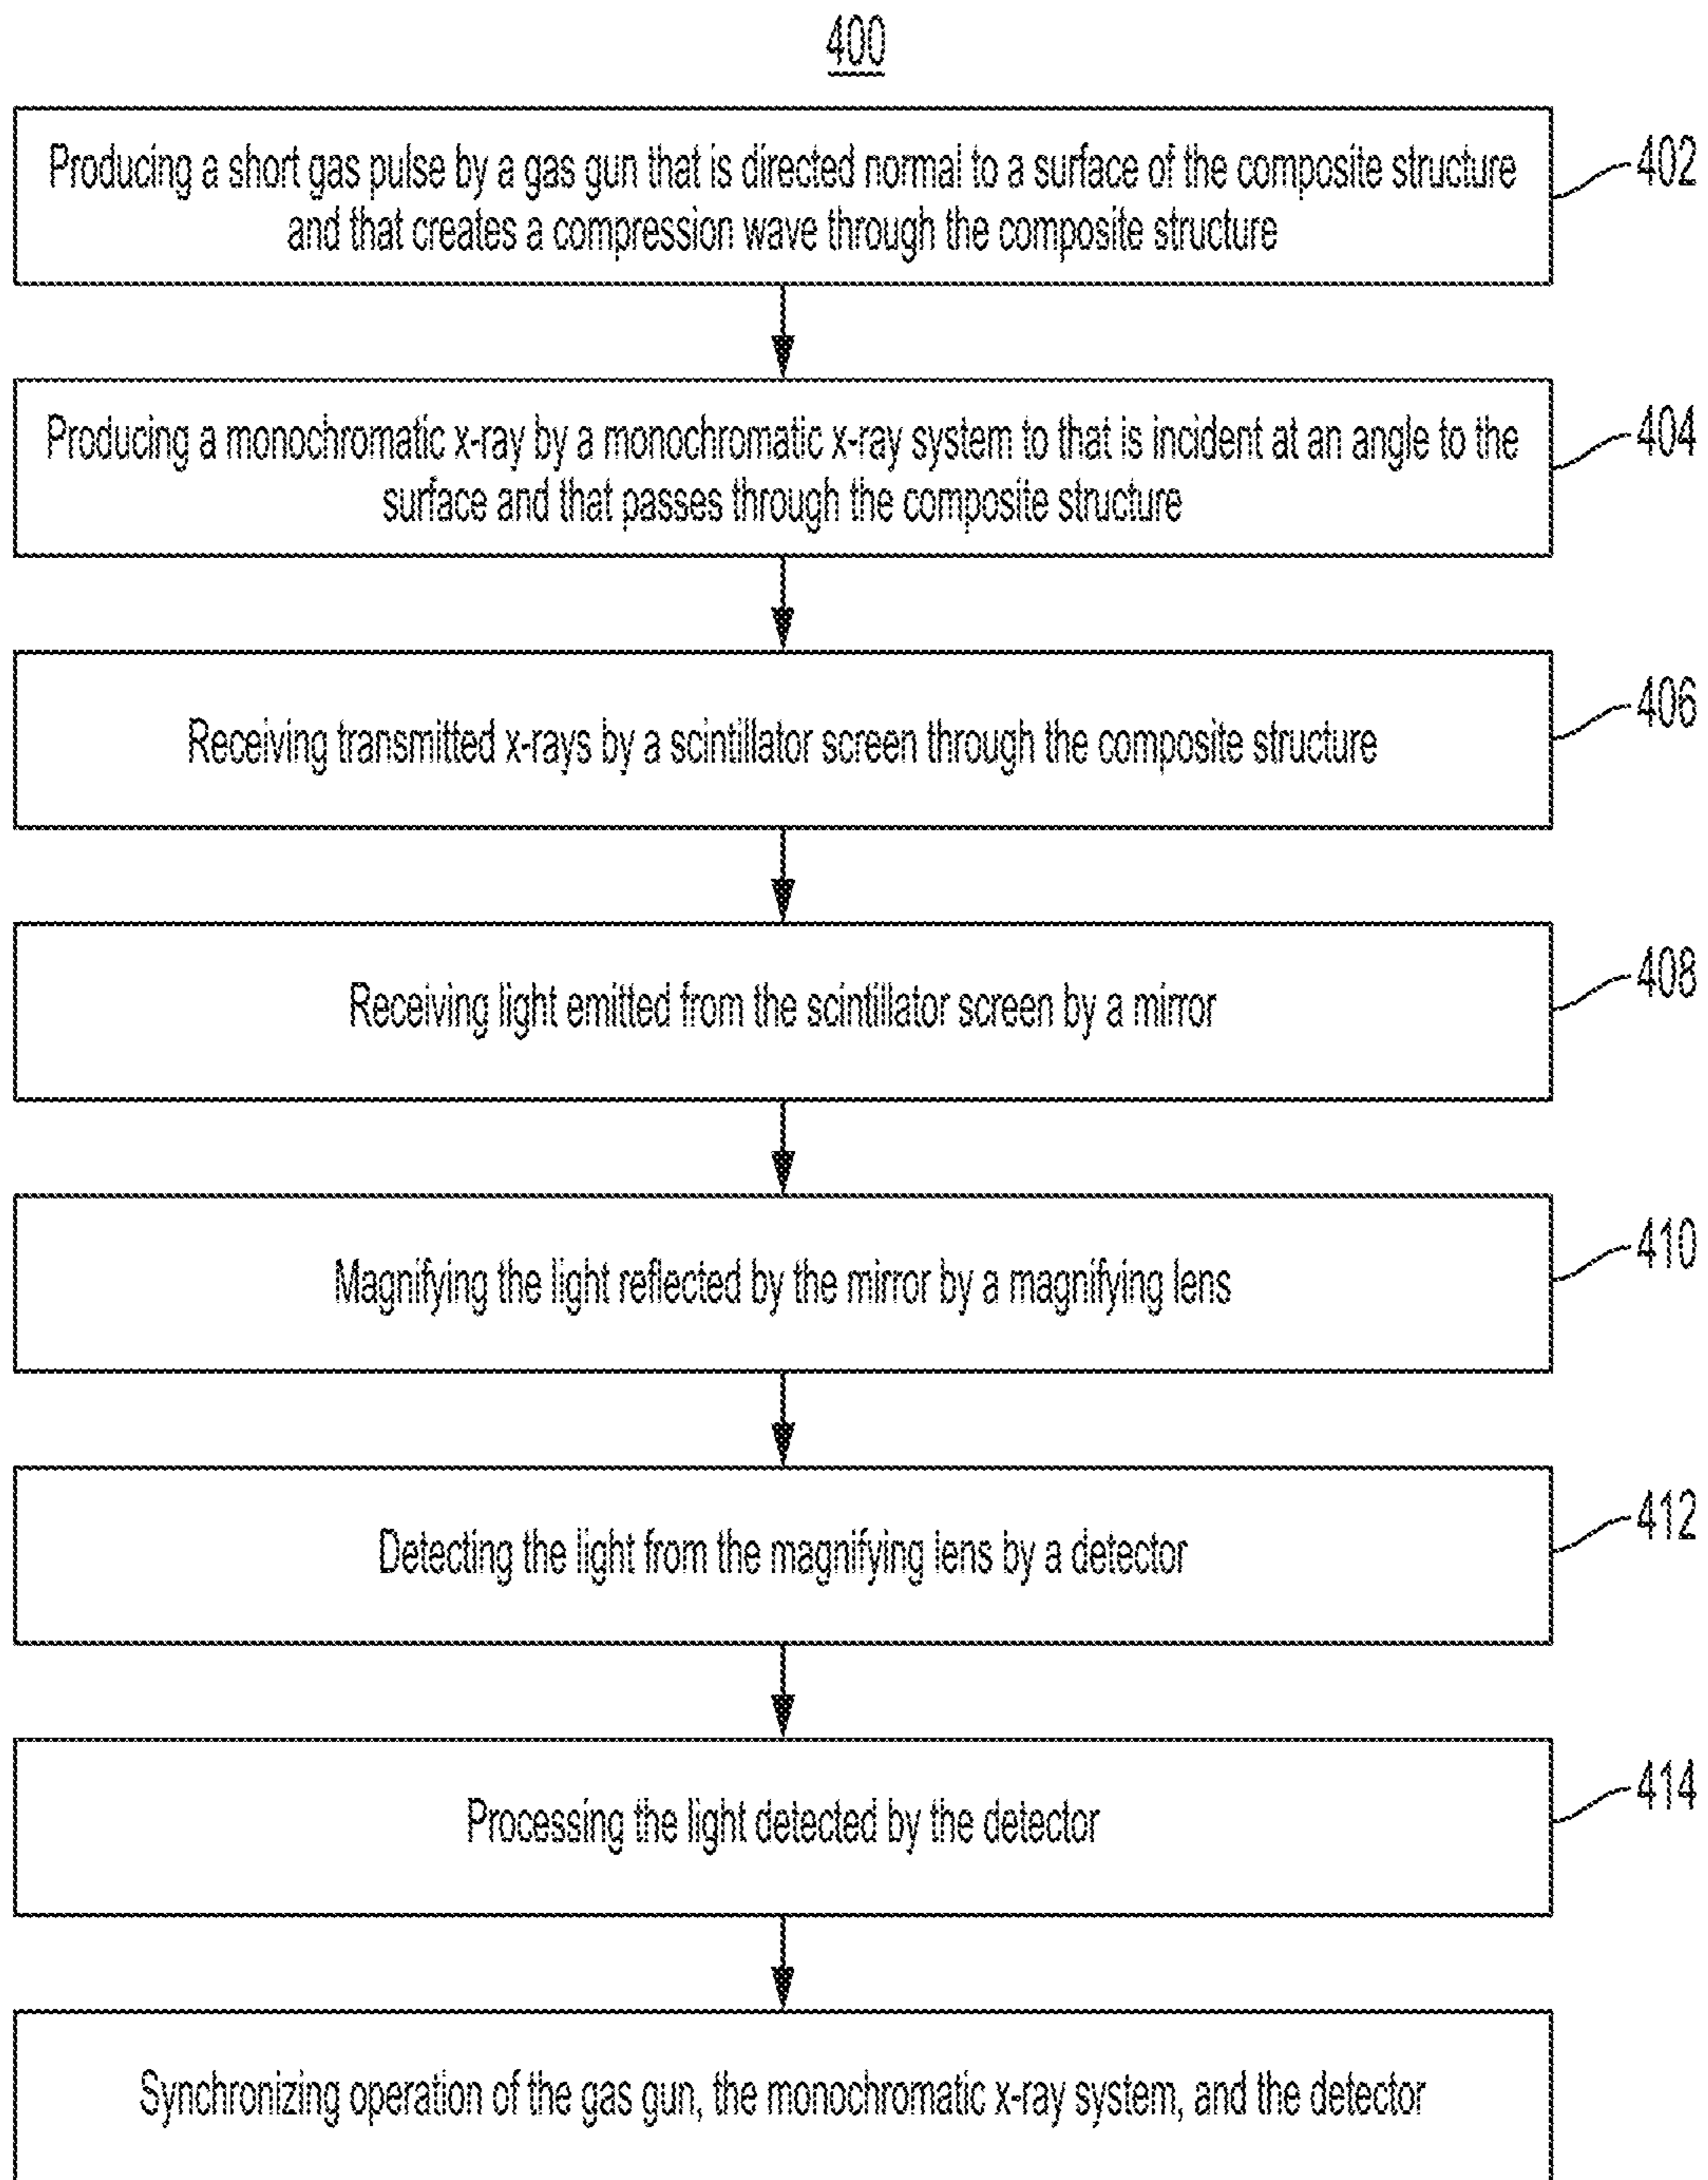 400
Producing a short gas pulse by a gas gun that is directed normal to a surface of the composite structure
and that creates a compression wave through the composite structure
402
Producing a monochromatic x-ray by a monochromatic x-ray system to that is incident at an angle to the
surface and that passes through the composite structure
404
Receiving transmitted x-rays by a scintillator screen through the composite structure
406
Receiving light emitted from the scintillator screen by a mirror
408
Magnifying the light reflected by the mirror by a magnifying lens
410
Detecting the light from the magnifying lens by a detector
412
Processing the light detected by the detector
414
Synchronizing operation of the gas gun, the monochromatic x-ray system, and the detector